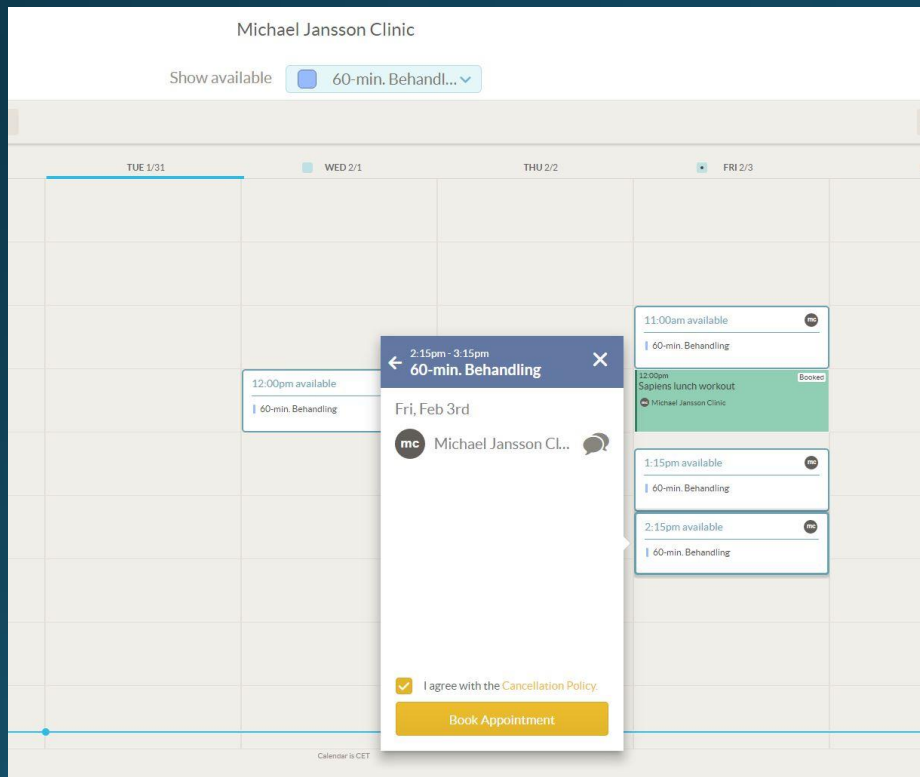 Michael Jansson Clinic
Show available
60-min. Behandl...
TUE 1/31
WED 2/1
THU 2/2
FRI 2/3
12:00pm available
60-min. Behandling
2:15pm - 3:15pm
60-min. Behandling
Fri, Feb 3rd
mc
Michael Jansson Cl...
I agree with the Cancellation Policy.
Book Appointment
11:00am available
mc
60-min. Behandling
12:00pm
Booked
Sapiens lunch workout
mc
Michael Jansson Clinic
1:15pm available
mc
60-min. Behandling
2:15pm available
mc
60-min. Behandling
Calendar is CET